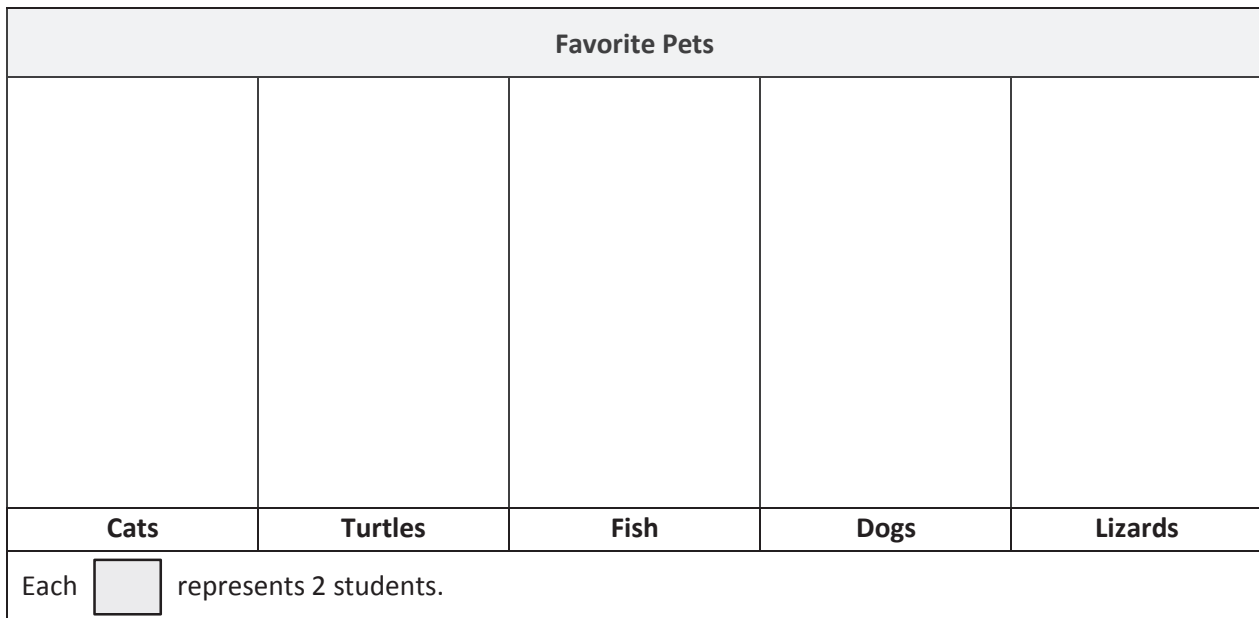 Favorite Pets
Cats Turtles Fish Dogs Lizards
Each represents 2 students.